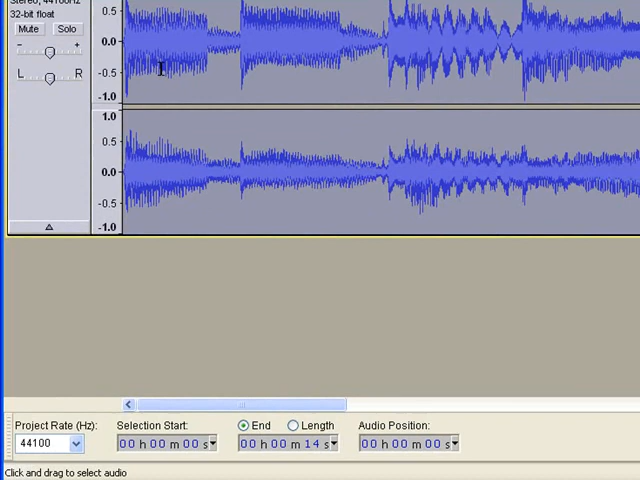 Stereo, 44100Hz
32-bit float
Mute Solo
- +
L R
0.5
0.0
-0.5
-1.0
1.0
0.5
0.0
-0.5
-1.0
Project Rate (Hz): Selection Start: End Length Audio Position:
44100 00 h 00 m 00 s 00 h 00 m 14 s 00 h 00 m 00 s
Click and drag to select audio